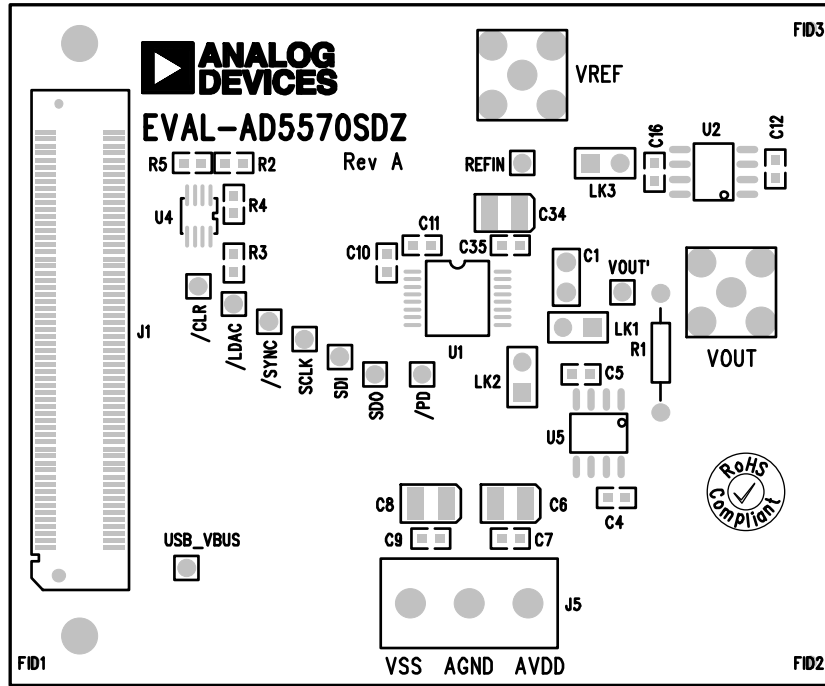 FID3
ANALOG
DEVICES
VREF
EVAL-AD5570SDZ
Rev A
R5
R2
REFIN
LK3
C16
U2
C12
U4
R4
C34
C11
C35
C10
R3
C1
VOUT'
J1
/CLR
/LDAC
/SYNC
SCLK
SDI
SDO
/PD
U1
LK1
R1
LK2
VOUT
C5
U5
RoHS
Compliant
C8
C6
C4
C9
C7
USB_VBUS
J5
VSS AGND AVDD
FID1
FID2